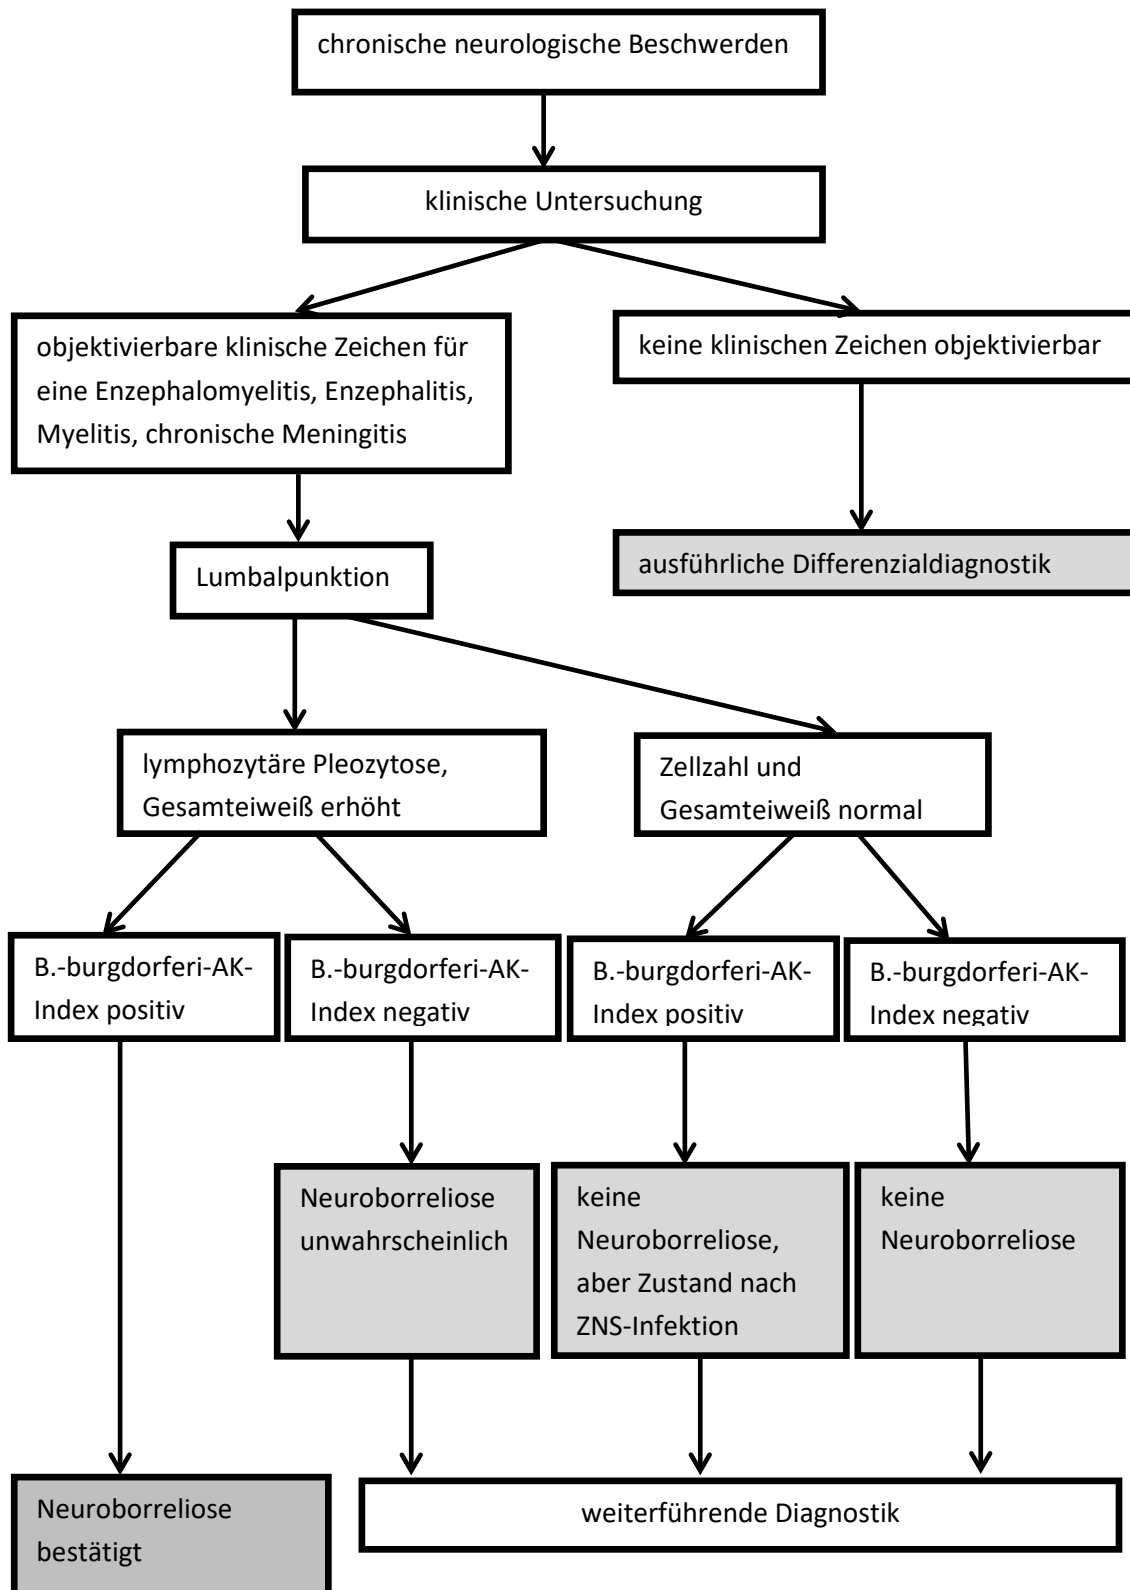 chronische neurologische Beschwerden
klinische Untersuchung
objektivierbare klinische Zeichen für
eine Enzephalomyelitis, Enzephalitis,
Myelitis, chronische Meningitis
keine klinischen Zeichen objektivierbar
ausführliche Differenzialdiagnostik
Lumbalpunktion
lymphozytäre Pleozytose,
Gesamteiweiß erhöht
Zellzahl und
Gesamteiweiß normal
B.-burgdorferi-AK-
Index positiv
B.-burgdorferi-AK-
Index negativ
B.-burgdorferi-AK-
Index positiv
B.-burgdorferi-AK-
Index negativ
Neuroborreliose
unwahrscheinlich
keine
Neuroborreliose,
aber Zustand nach
ZNS-Infektion
keine
Neuroborreliose
Neuroborreliose
bestätigt
weiterführende Diagnostik